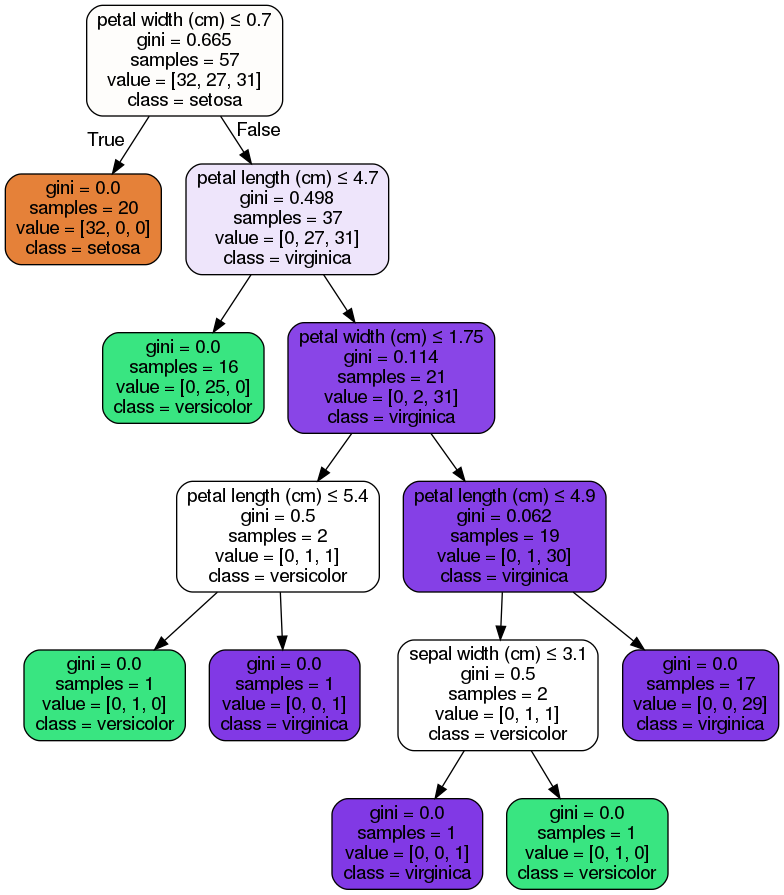 petal width (cm) ≤ 0.7
gini = 0.665
samples = 57
value = [32, 27, 31]
class = setosa
True
False
gini = 0.0
samples = 20
value = [32, 0, 0]
class = setosa
petal length (cm) ≤ 4.7
gini = 0.498
samples = 37
value = [0, 27, 31]
class = virginica
gini = 0.0
samples = 16
value = [0, 25, 0]
class = versicolor
petal width (cm) ≤ 1.75
gini = 0.114
samples = 21
value = [0, 2, 31]
class = virginica
petal length (cm) ≤ 5.4
gini = 0.5
samples = 2
value = [0, 1, 1]
class = versicolor
petal length (cm) ≤ 4.9
gini = 0.062
samples = 19
value = [0, 1, 30]
class = virginica
gini = 0.0
samples = 1
value = [0, 1, 0]
class = versicolor
gini = 0.0
samples = 1
value = [0, 0, 1]
class = virginica
sepal width (cm) ≤ 3.1
gini = 0.5
samples = 2
value = [0, 1, 1]
class = versicolor
gini = 0.0
samples = 17
value = [0, 0, 29]
class = virginica
gini = 0.0
samples = 1
value = [0, 0, 1]
class = virginica
gini = 0.0
samples = 1
value = [0, 1, 0]
class = versicolor